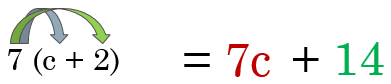 7 (c + 2) = 7c + 14